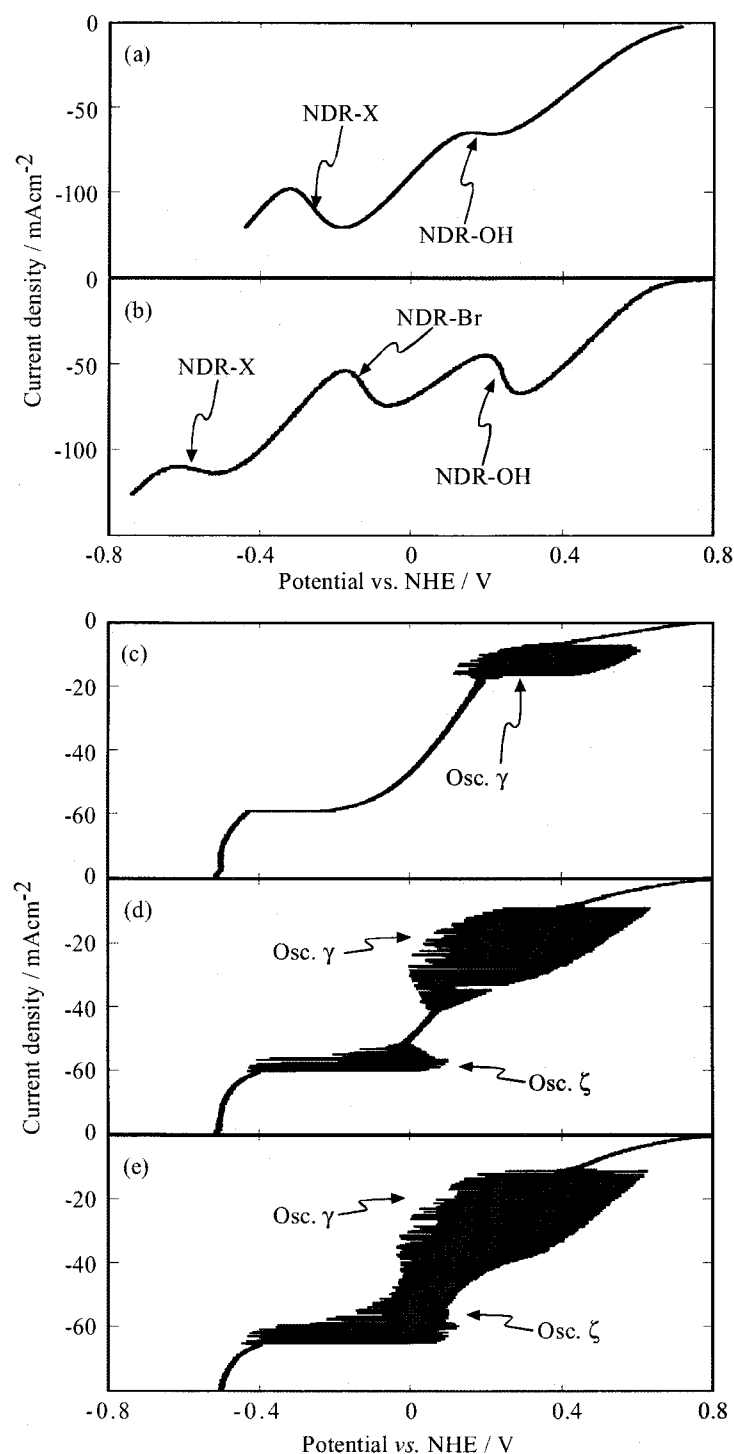 0
(a)
NDR-X
-50
-100
NDR-OH
0
(b)
NDR-Br
NDR-X
-50
-100
NDR-OH
Current density / mAcm-2
-0.8
-0.4
0
0.4
0.8
Potential vs. NHE / V
0
(c)
-20
Osc. γ
-40
-60
0
(d)
-20
Osc. γ
-40
-60
Osc. ζ
0
(e)
-20
Osc. γ
-40
-60
Osc. ζ
Current density / mAcm-2
-0.8
-0.4
0
0.4
0.8
Potential vs. NHE / V